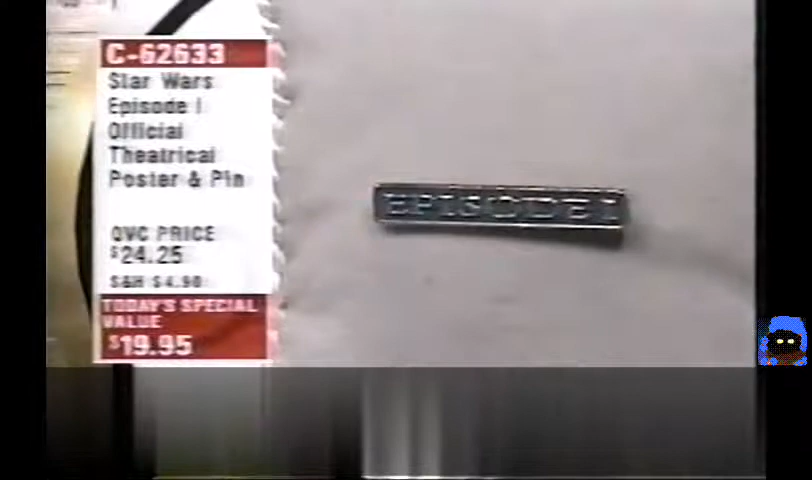 C-62633
Star Wars
Episode I
Official
Theatrical
Poster & Pin
QVC PRICE
$24.25
S&H $4.90
TODAY'S SPECIAL
VALUE
$19.95
EPISODE I